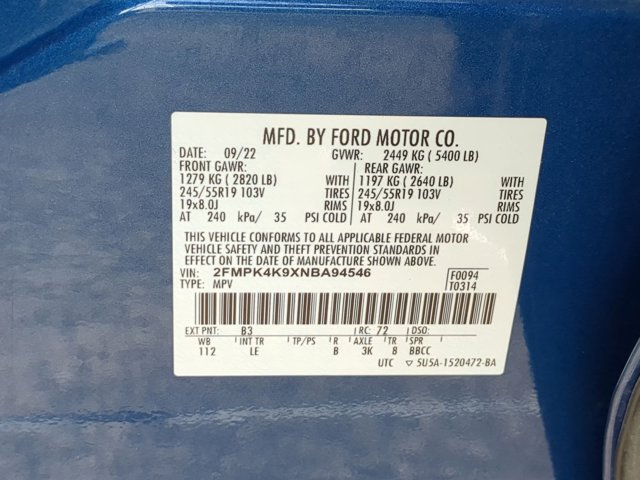 MFD. BY FORD MOTOR CO.
DATE: 09/22 GVWR: 2449 KG ( 5400 LB)
FRONT GAWR: REAR GAWR:
1279 KG ( 2820 LB) WITH 1197 KG ( 2640 LB) WITH
245/55R19 103V TIRES 245/55R19 103V TIRES
19x8.0J RIMS 19x8.0J RIMS
AT 240 kPa/ 35 PSI COLD AT 240 kPa/ 35 PSI COLD
THIS VEHICLE CONFORMS TO ALL APPLICABLE FEDERAL MOTOR
VEHICLE SAFETY AND THEFT PREVENTION STANDARDS IN
EFFECT ON THE DATE OF MANUFACTURE SHOWN ABOVE.
VIN: 2FMPK4K9XNBA94546 F0094
TYPE: MPV T0314
EXT PNT: B3 RC: 72 DSO:
WB INT TR TP/PS R AXLE TR SPR
112 LE B 3K 8 BBCC
UTC ▽ 5U5A-1520472-BA